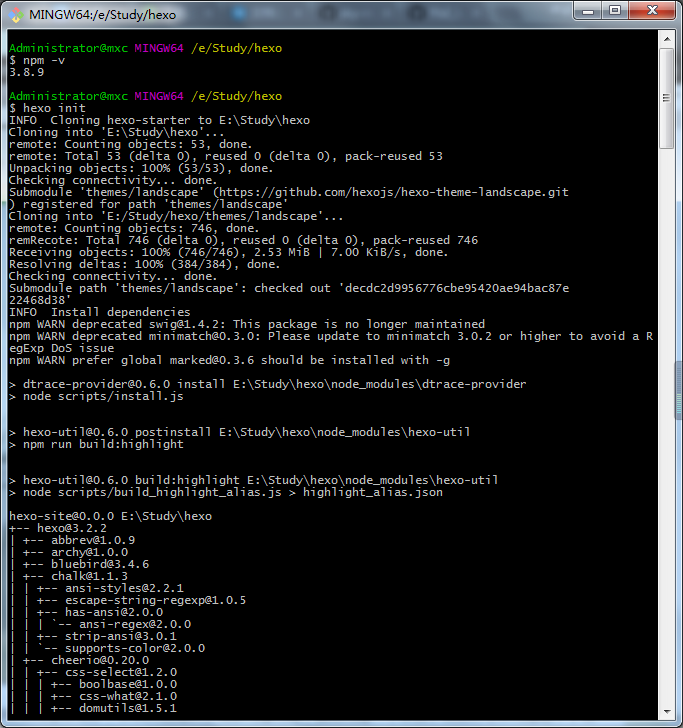 MINGW64:/e/Study/hexo
Administrator@mxc MINGW64 /e/Study/hexo
$ npm -v
3.8.9
Administrator@mxc MINGW64 /e/Study/hexo
$ hexo init
INFO  Cloning hexo-starter to E:\Study\hexo
Cloning into 'E:\Study\hexo'...
remote: Counting objects: 53, done.
remote: Total 53 (delta 0), reused 0 (delta 0), pack-reused 53
Unpacking objects: 100% (53/53), done.
Checking connectivity... done.
Submodule 'themes/landscape' (https://github.com/hexojs/hexo-theme-landscape.git
) registered for path 'themes/landscape'
Cloning into 'E:/Study/hexo/themes/landscape'...
remote: Counting objects: 746, done.
remRecote: Total 746 (delta 0), reused 0 (delta 0), pack-reused 746
Receiving objects: 100% (746/746), 2.53 MiB | 7.00 KiB/s, done.
Resolving deltas: 100% (384/384), done.
Checking connectivity... done.
Submodule path 'themes/landscape': checked out 'decdc2d9956776cbe95420ae94bac87e
22468d38'
INFO  Install dependencies
npm WARN deprecated swig@1.4.2: This package is no longer maintained
npm WARN deprecated minimatch@0.3.0: Please update to minimatch 3.0.2 or higher to avoid a R
egExp DoS issue
npm WARN prefer global marked@0.3.6 should be installed with -g
> dtrace-provider@0.6.0 install E:\Study\hexo\node_modules\dtrace-provider
> node scripts/install.js
> hexo-util@0.6.0 postinstall E:\Study\hexo\node_modules\hexo-util
> npm run build:highlight
> hexo-util@0.6.0 build:highlight E:\Study\hexo\node_modules\hexo-util
> node scripts/build_highlight_alias.js > highlight_alias.json
hexo-site@0.0.0 E:\Study\hexo
+-- hexo@3.2.2
| +-- abbrev@1.0.9
| +-- archy@1.0.0
| +-- bluebird@3.4.6
| +-- chalk@1.1.3
| | +-- ansi-styles@2.2.1
| | +-- escape-string-regexp@1.0.5
| | +-- has-ansi@2.0.0
| | | `-- ansi-regex@2.0.0
| | +-- strip-ansi@3.0.1
| | `-- supports-color@2.0.0
| +-- cheerio@0.20.0
| | +-- css-select@1.2.0
| | | +-- boolbase@1.0.0
| | | +-- css-what@2.1.0
| | | +-- domutils@1.5.1